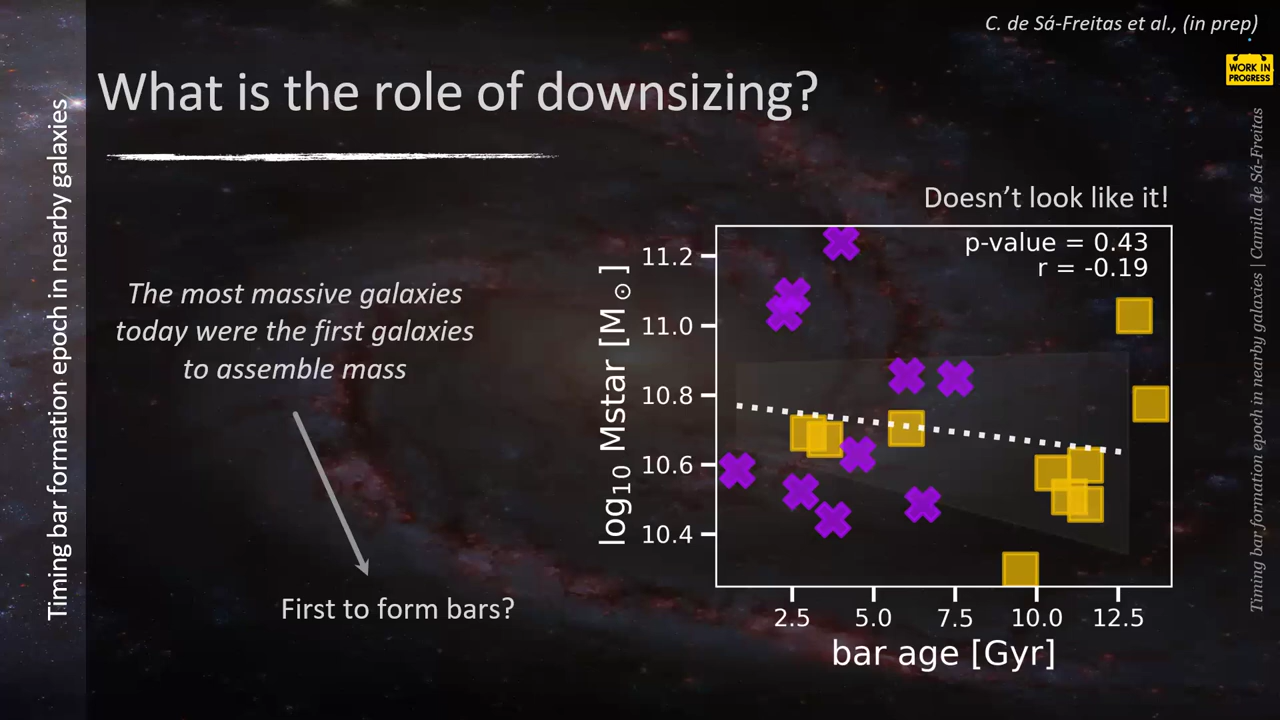 C. de Sá-Freitas et al., (in prep)
WORK IN
PROGRESS
What is the role of downsizing?
Timing bar formation epoch in nearby galaxies
Doesn't look like it!
The most massive galaxies
today were the first galaxies
to assemble mass
First to form bars?
p-value = 0.43
r = -0.19
log₁₀ Mstar [M☉]
11.2
11.0
10.8
10.6
10.4
2.5 5.0 7.5 10.0 12.5
bar age [Gyr]
Timing bar formation epoch in nearby galaxies | Camila de Sá-Freitas